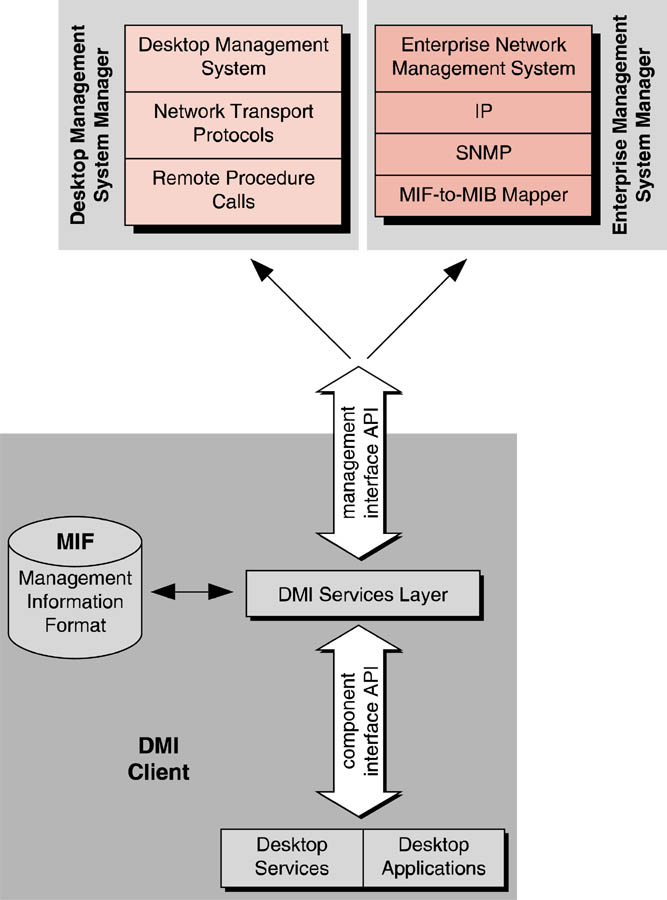 Desktop Management
System Manager
Desktop Management
System
Network Transport
Protocols
Remote Procedure
Calls
Enterprise Network
Management System
IP
SNMP
MIF-to-MIB Mapper
Enterprise Management
System Manager
management
interface API
MIF
Management
Information
Format
DMI Services Layer
component
interface API
DMI
Client
Desktop
Services
Desktop
Applications